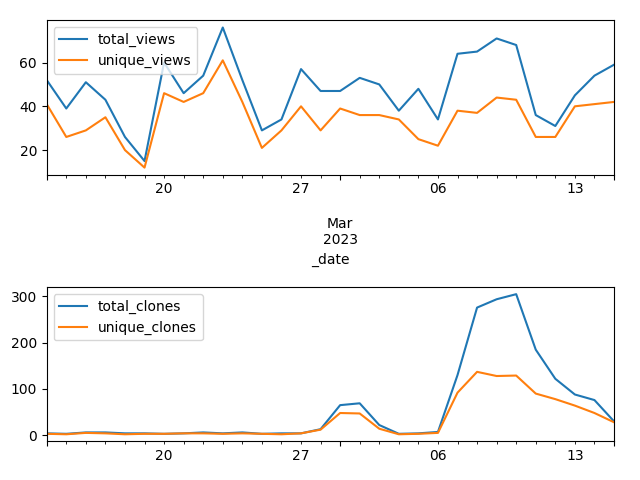 total_views
unique_views
60
40
20
20 27 06 13
Mar
2023
_date
total_clones
unique_clones
300
200
100
0
20 27 06 13